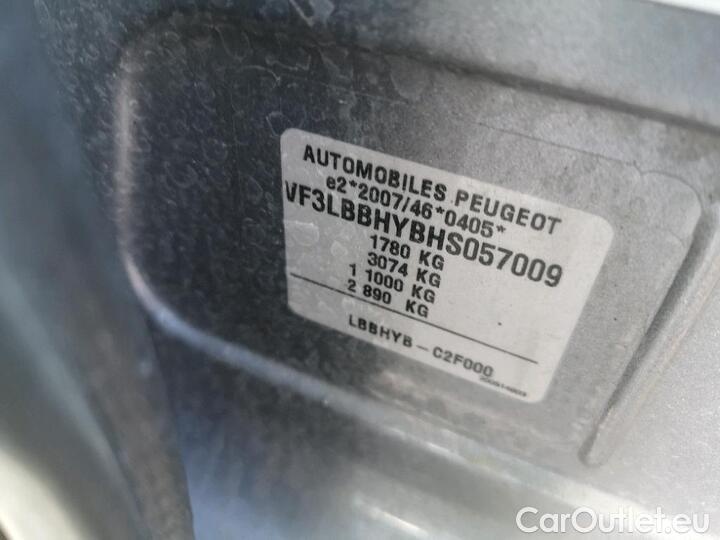 AUTOMOBILES PEUGEOT
e2*2007/46*0405*
VF3LBBHYBHS057009
1780 KG
3074 KG
1 1000 KG
2 890 KG
LBBHYB - C2F000
CarOutlet.eu